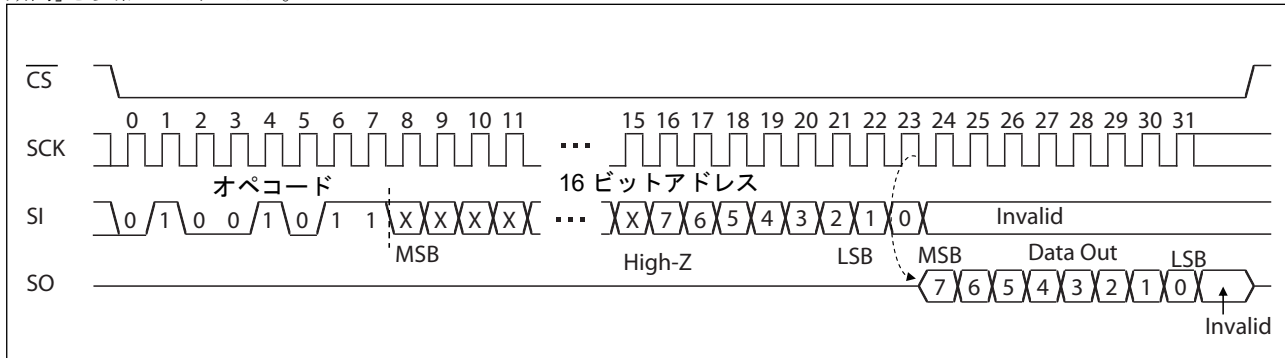 CS
0 1 2 3 4 5 6 7 8 9 10 11 15 16 17 18 19 20 21 22 23 24 25 26 27 28 29 30 31
SCK ...
オペコード 16 ビットアドレス
SI 0 1 0 0 1 0 1 1 X X X X ... X 7 6 5 4 3 2 1 0 Invalid
MSB High-Z LSB MSB Data Out LSB
SO 7 6 5 4 3 2 1 0
Invalid